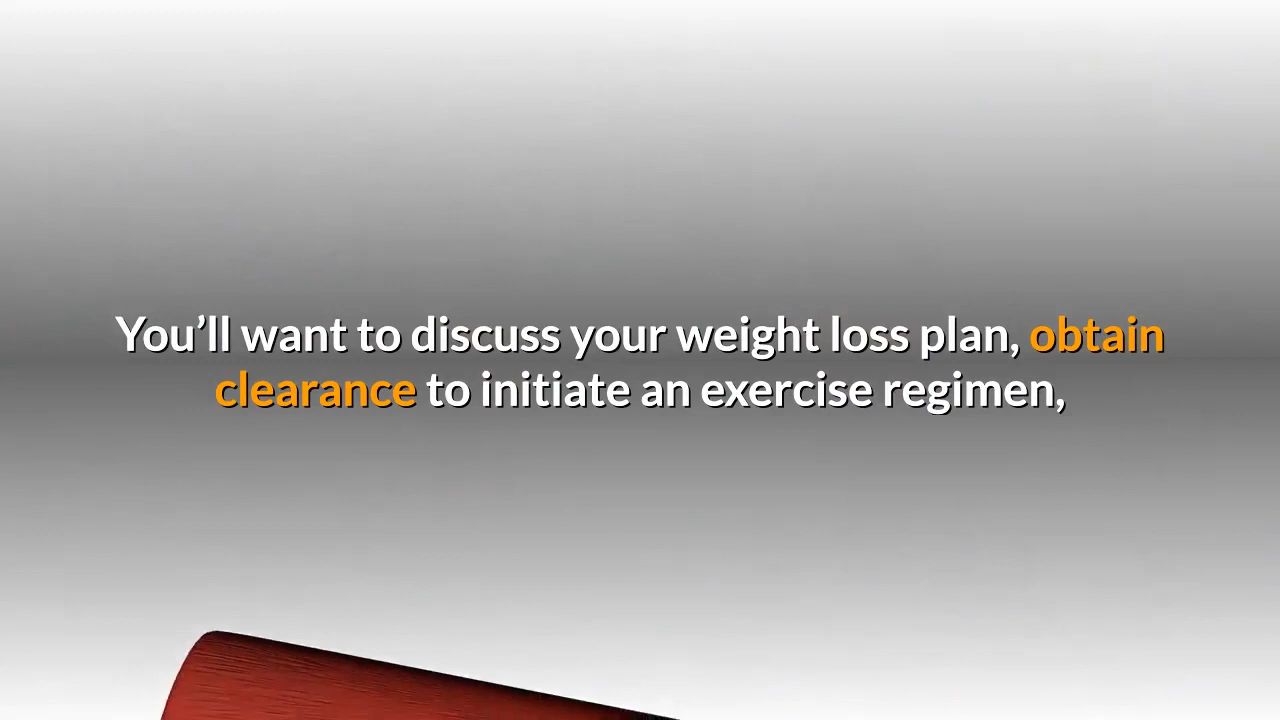 You’ll want to discuss your weight loss plan, obtain
clearance to initiate an exercise regimen,